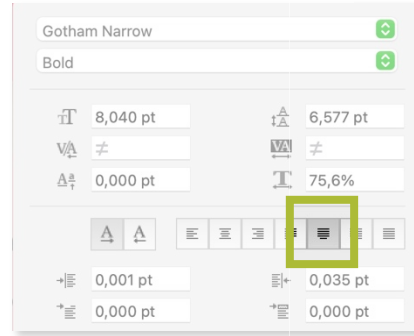 Gotham Narrow
Bold
8,040 pt 6,577 pt
≠ ≠
0,000 pt 75,6%
0,001 pt 0,035 pt
0,000 pt 0,000 pt